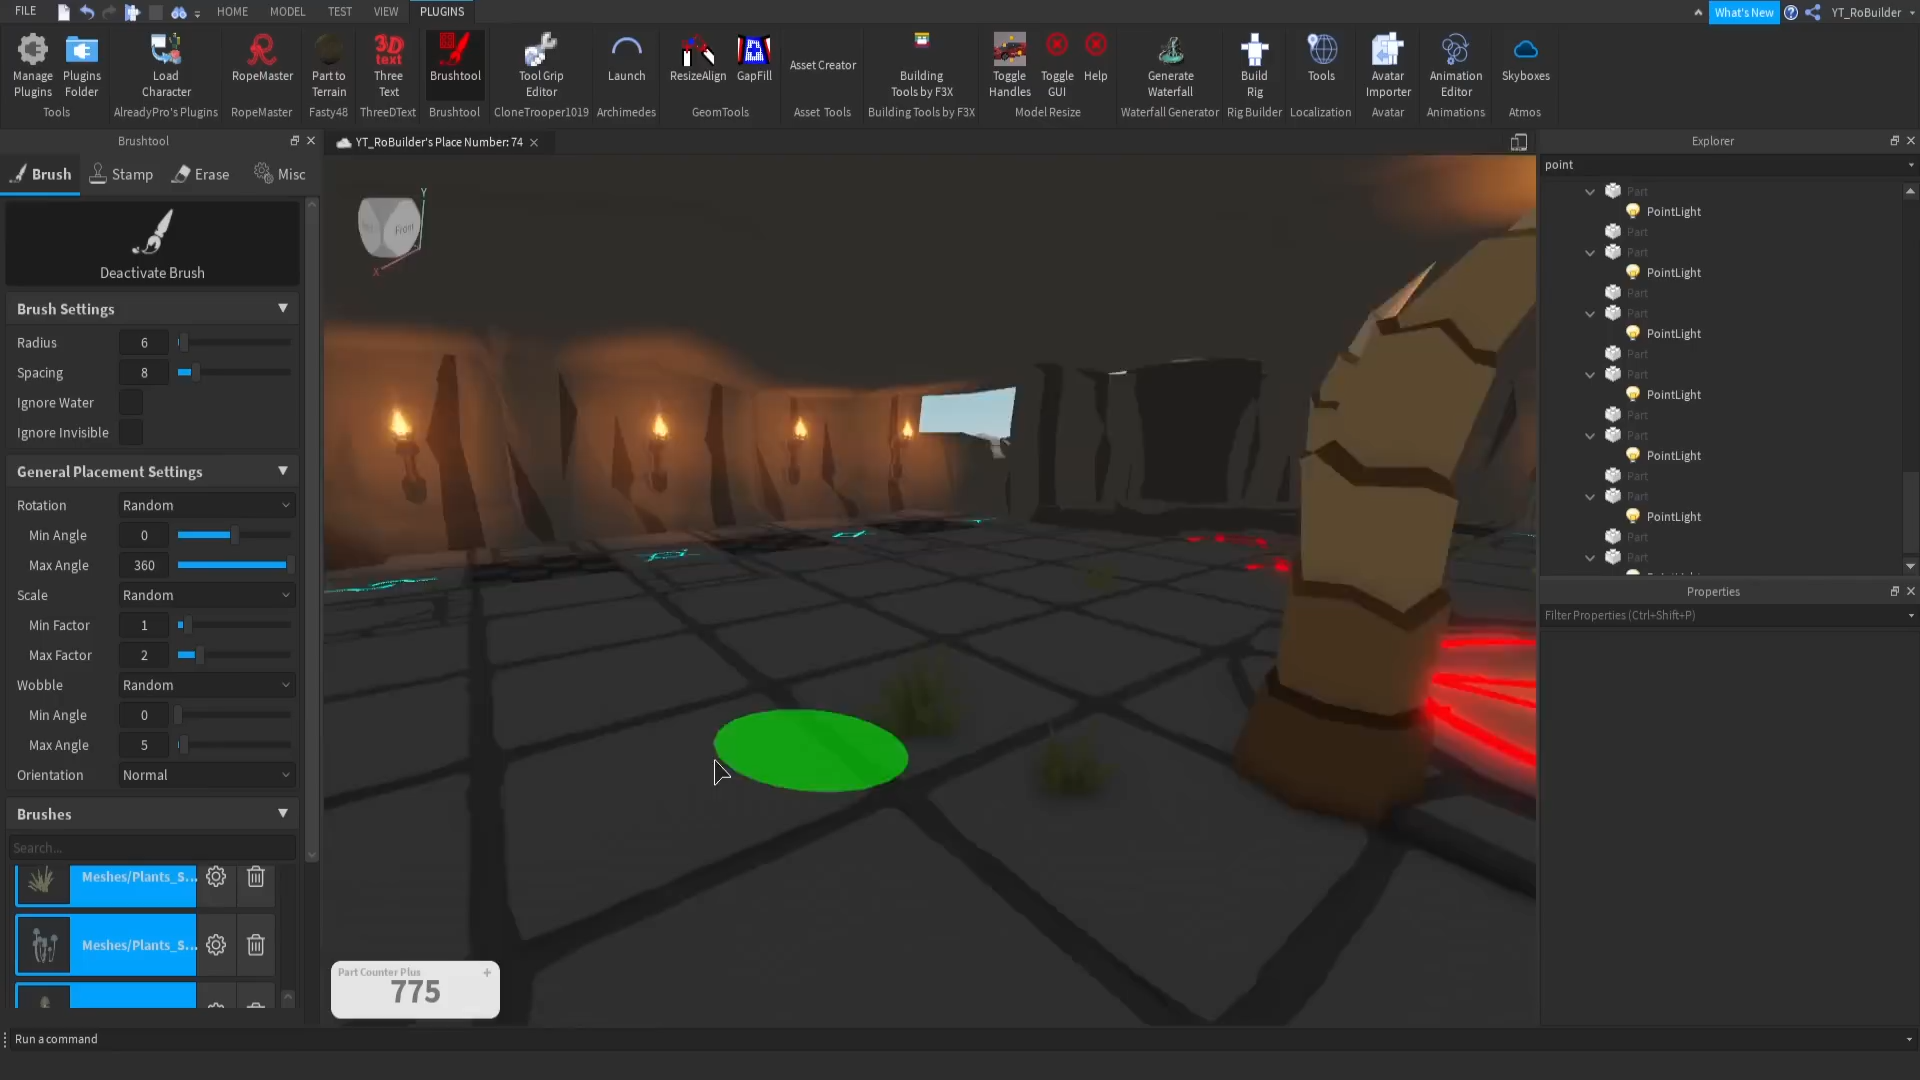 FILE HOME MODEL TEST VIEW PLUGINS What's New YT_RoBuilder
Manage Plugins
Plugins Folder
Load Character
RopeMaster
Part to Terrain
Three Text
Brushtool
Tool Grip Editor
Launch
ResizeAlign
GapFill
Asset Creator
Building Tools by F3X
Toggle Handles
Toggle GUI
Help
Generate Waterfall
Build Rig
Tools
Avatar Importer
Animation Editor
Skyboxes
Tools AlreadyPro's Plugins RopeMaster Fasty48 ThreeDText Brushtool CloneTrooper1019 Archimedes GeomTools Asset Tools Building Tools by F3X Model Resize Waterfall Generator Rig Builder Localization Avatar Animations Atmos
Brushtool
Brush Stamp Erase Misc
Deactivate Brush
Brush Settings
Radius 6
Spacing 8
Ignore Water
Ignore Invisible
General Placement Settings
Rotation Random
Min Angle 0
Max Angle 360
Scale Random
Min Factor 1
Max Factor 2
Wobble Random
Min Angle 0
Max Angle 5
Orientation Normal
Brushes
Search...
Meshes/Plants_S...
Meshes/Plants_S...
YT_RoBuilder's Place Number: 74
Y
Front
X
Part Counter Plus +
775
Explorer
point
Part
PointLight
Part
Part
PointLight
Part
Part
PointLight
Part
Part
PointLight
Part
Part
PointLight
Part
Part
PointLight
Part
Part
Properties
Filter Properties (Ctrl+Shift+P)
Run a command